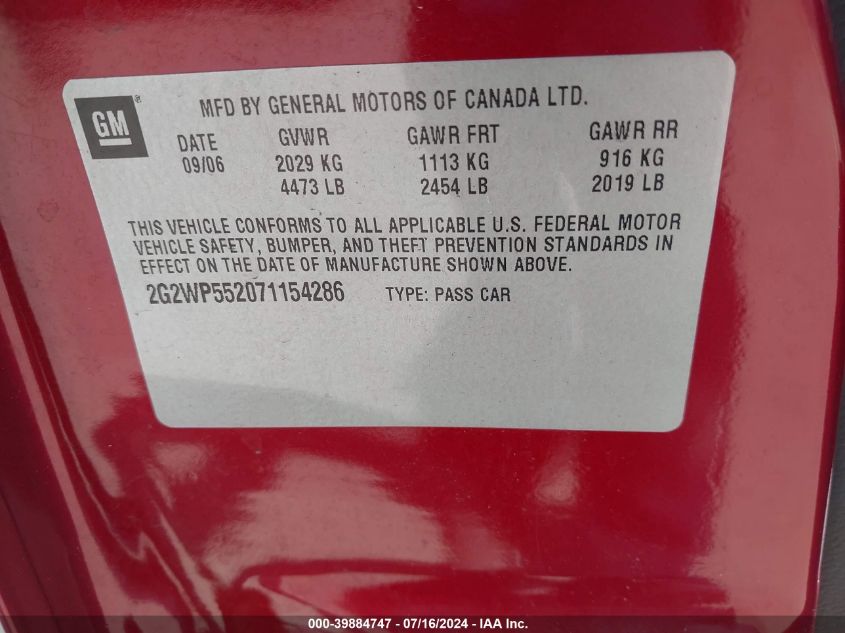 GM®
MFD BY GENERAL MOTORS OF CANADA LTD.
DATE GVWR GAWR FRT GAWR RR
09/06 2029 KG 1113 KG 916 KG
4473 LB 2454 LB 2019 LB
THIS VEHICLE CONFORMS TO ALL APPLICABLE U.S. FEDERAL MOTOR
VEHICLE SAFETY, BUMPER, AND THEFT PREVENTION STANDARDS IN
EFFECT ON THE DATE OF MANUFACTURE SHOWN ABOVE.
2G2WP552071154286 TYPE: PASS CAR
000-39884747 - 07/16/2024 - IAA Inc.